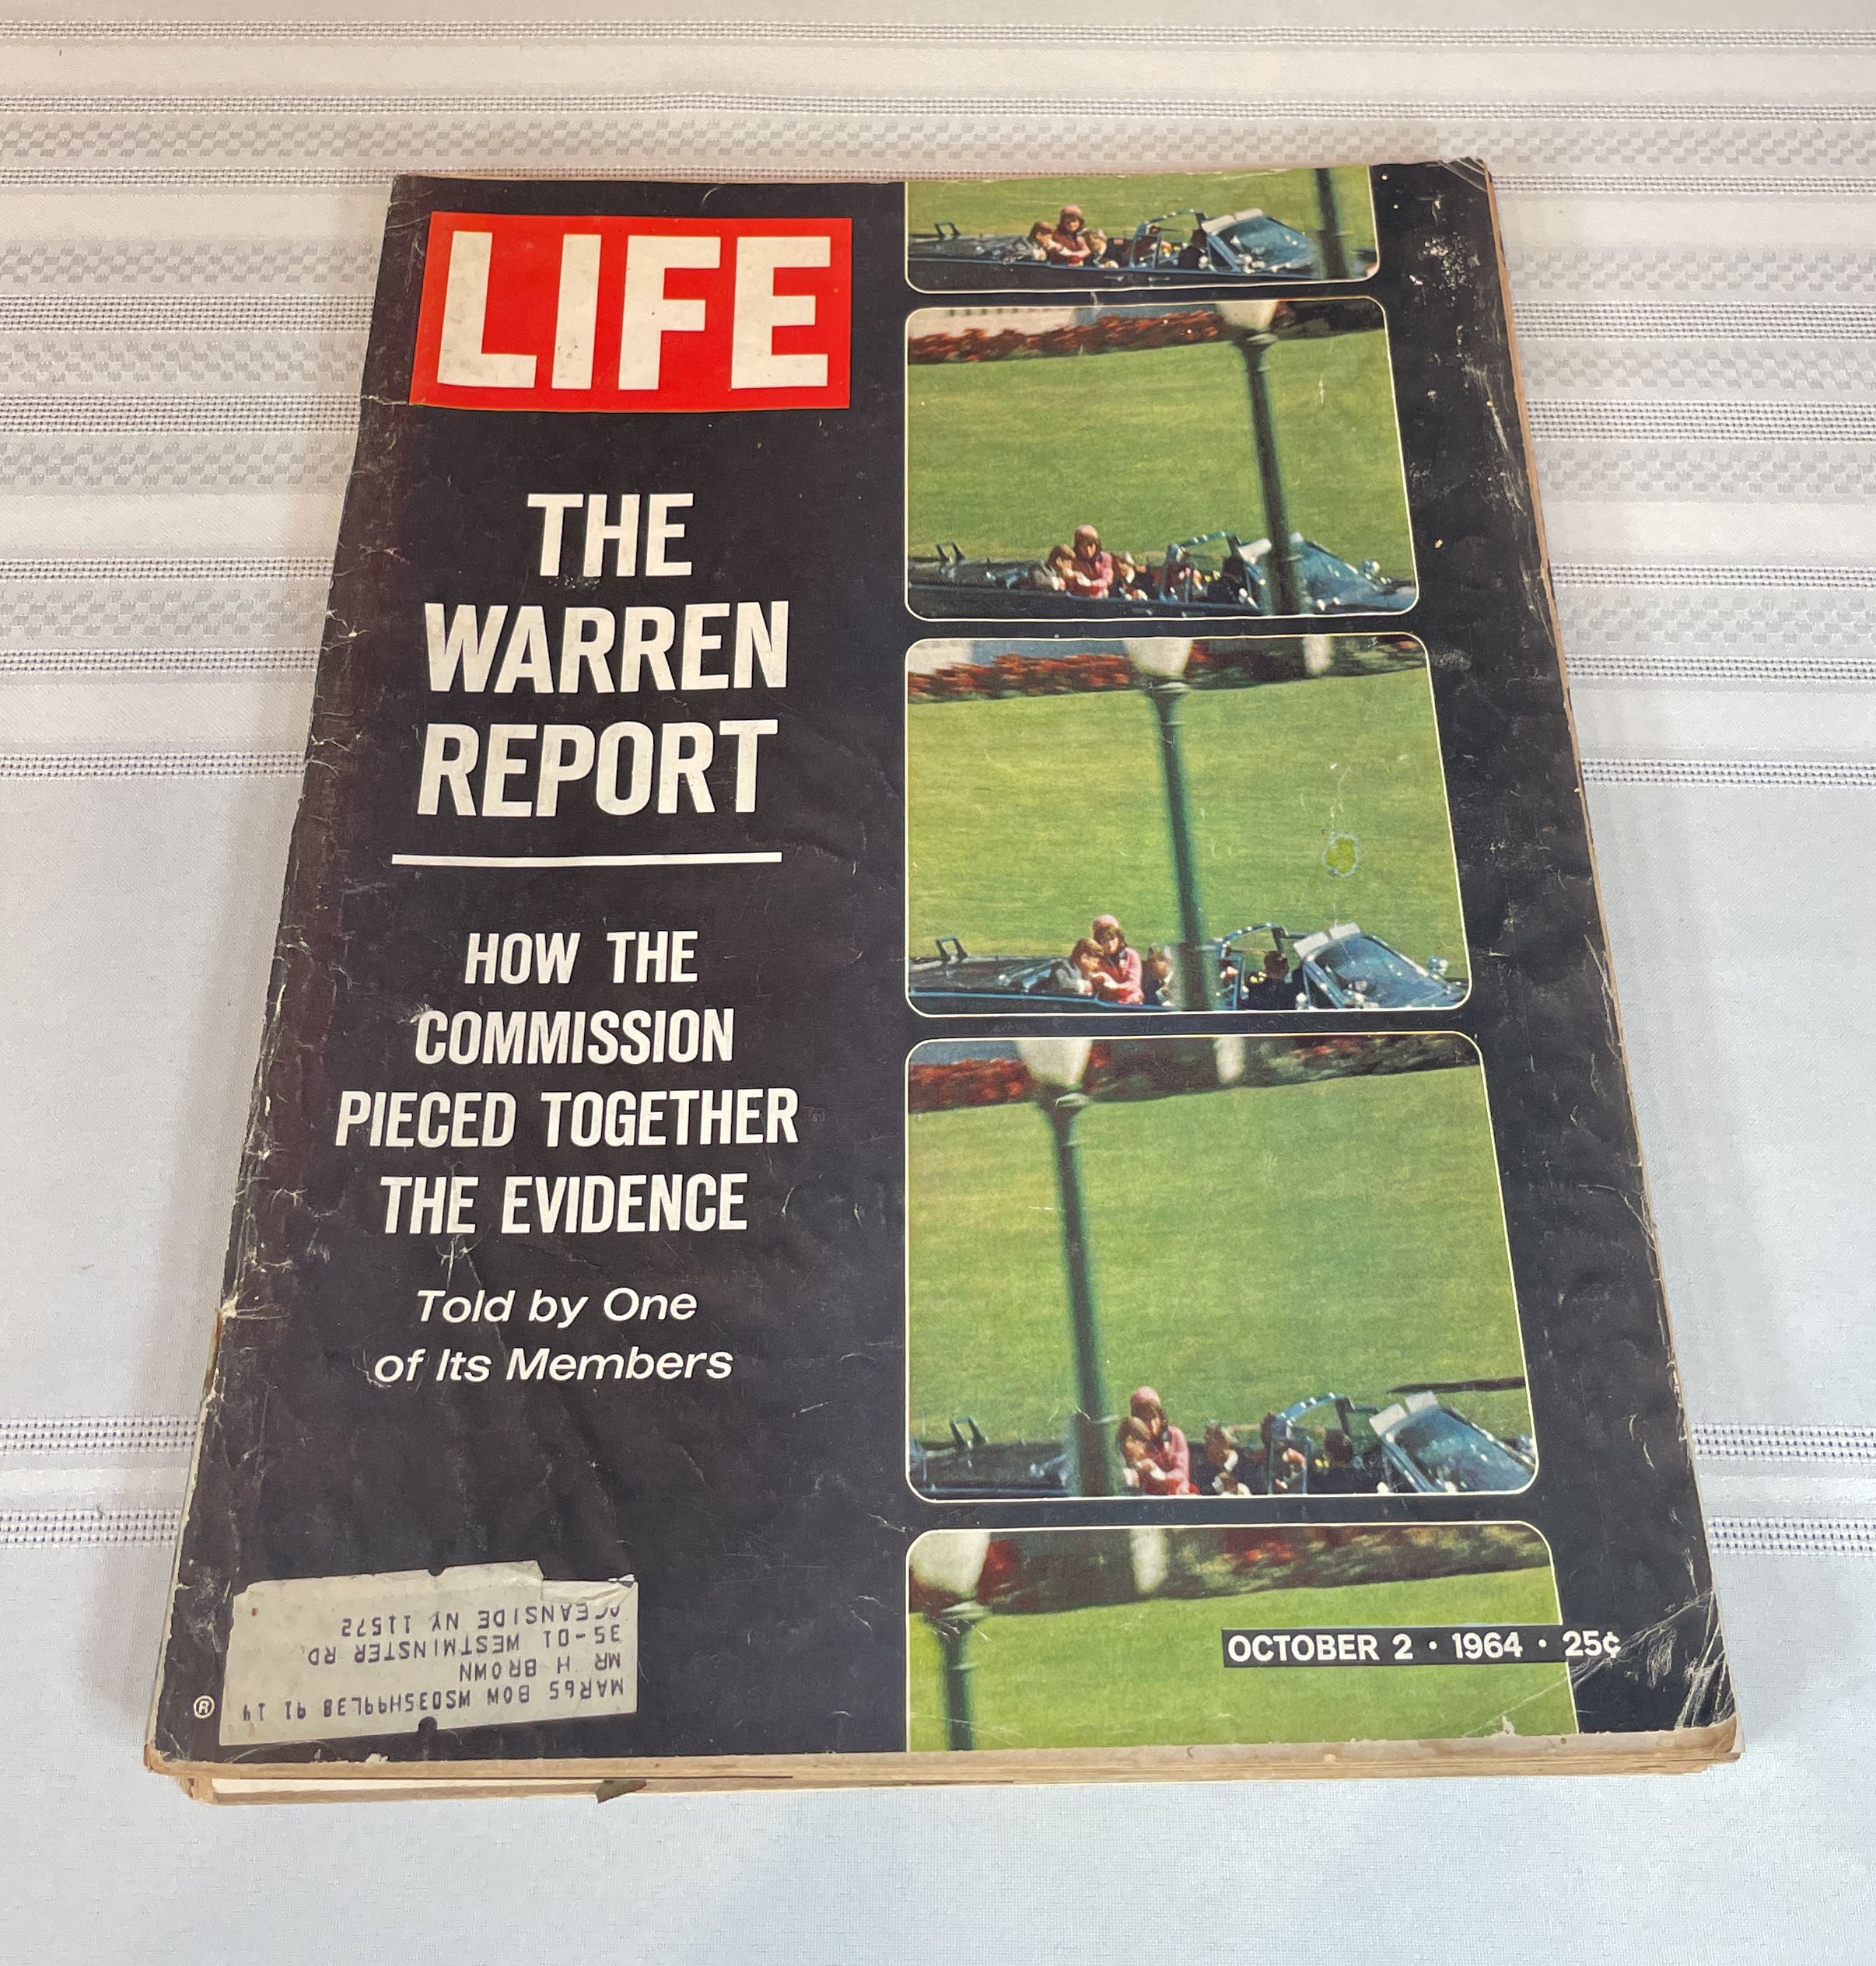 LIFE
THE
WARREN
REPORT
HOW THE
COMMISSION
PIECED TOGETHER
THE EVIDENCE
Told by One
of Its Members
OCTOBER 2 · 1964 · 25¢
®
MAR65 BOW WS035H99L38 91 14
MR H BROWN
35-01 WESTMINSTER RD
OCEANSIDE NY 11572